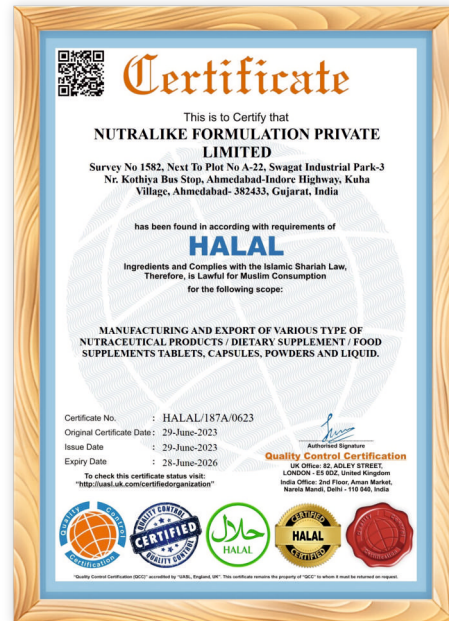 Certificate
This is to Certify that
NUTRALIKE FORMULATION PRIVATE
LIMITED
Survey No 1582, Next To Plot No A-22, Swagat Industrial Park-3
Nr. Kothiya Bus Stop, Ahmedabad-Indore Highway, Kuha
Village, Ahmedabad- 382433, Gujarat, India
has been found in according with requirements of
HALAL
Ingredients and Complies with the Islamic Shariah Law,
Therefore, is Lawful for Muslim Consumption
for the following scope:
MANUFACTURING AND EXPORT OF VARIOUS TYPE OF
NUTRACEUTICAL PRODUCTS / DIETARY SUPPLEMENT / FOOD
SUPPLEMENTS TABLETS, CAPSULES, POWDERS AND LIQUID.
Certificate No. : HALAL/187A/0623
Original Certificate Date : 29-June-2023
Issue Date : 29-June-2023
Expiry Date : 28-June-2026
To check this certificate status visit:
"http://uasl.uk.com/certifiedorganization"
Authorised Signature
Quality Control Certification
UK Office: 82, ADLEY STREET,
LONDON - E5 0DZ, United Kingdom
India Office: 2nd Floor, Aman Market,
Narela Mandi, Delhi - 110 040, India
Quality Control
Certification
QUALITY CONTROL
CERTIFIED
QUALITY CONTROL
حلال
HALAL
CERTIFIED
HALAL
CERTIFIED
"Quality Control Certification (QCC)" accredited by "UASL, England, UK". This certificate remains the property of "QCC" to whom it must be returned on request.